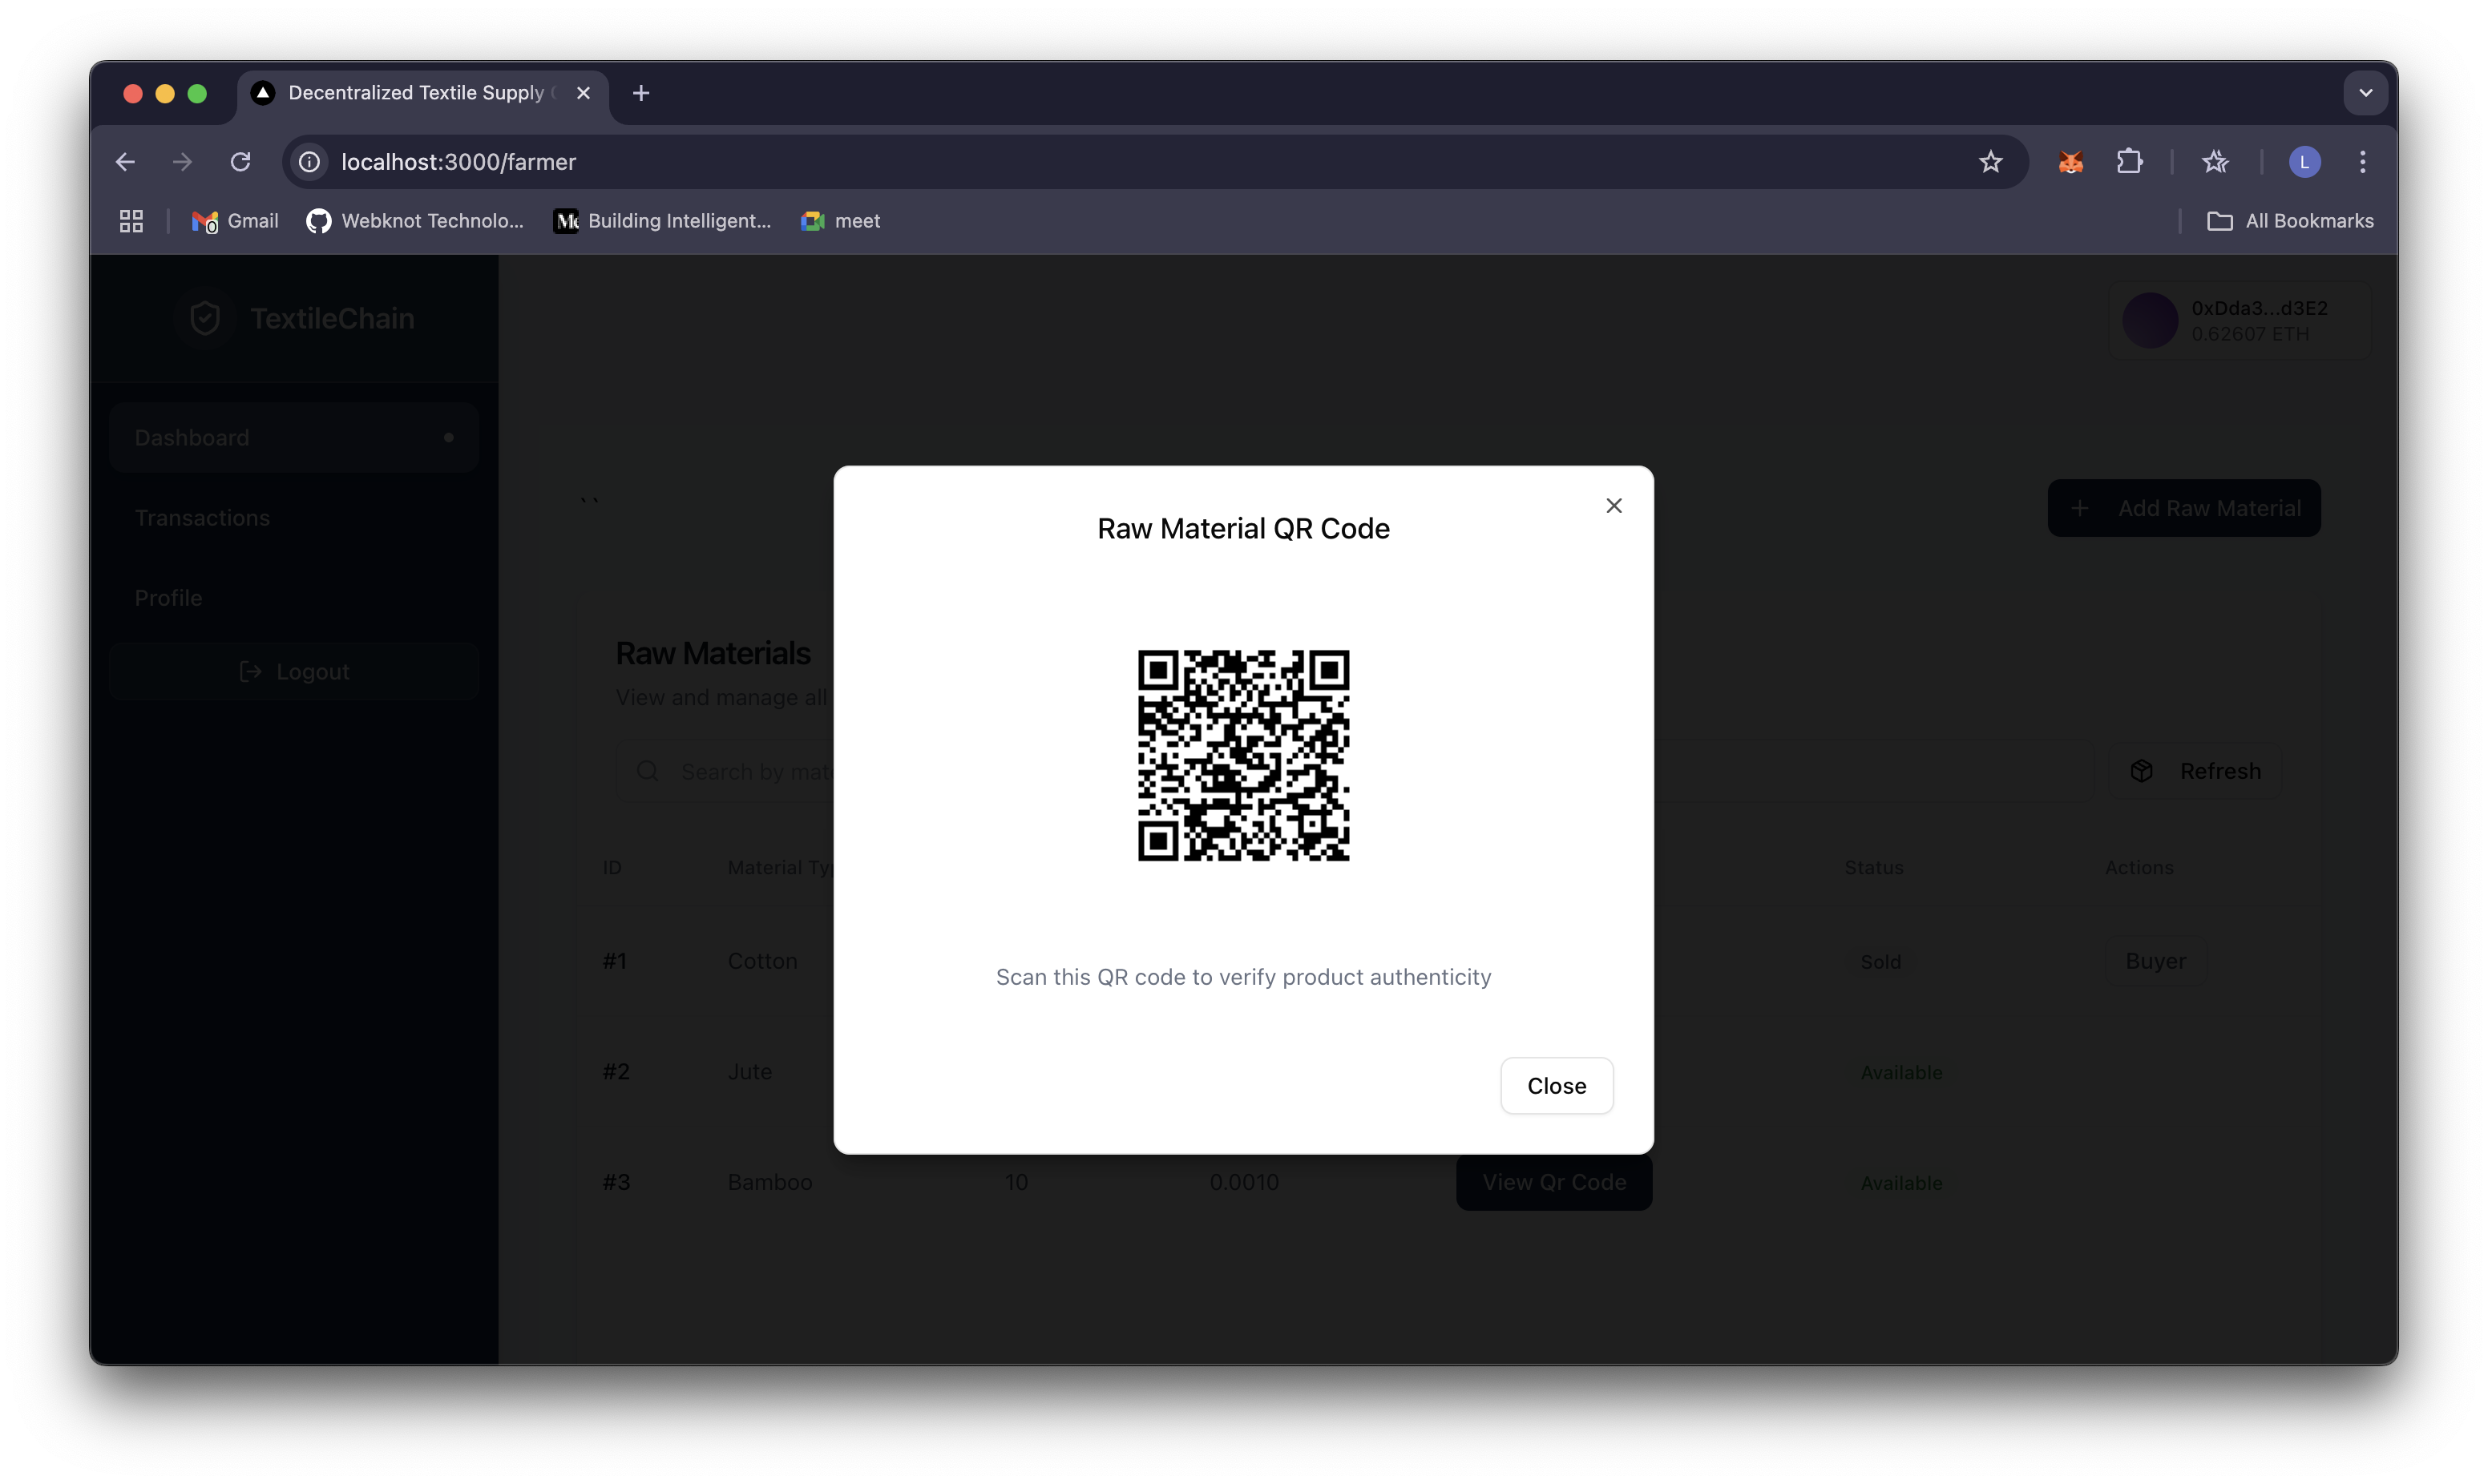 Decentralized Textile Supply
localhost:3000/farmer
L
Gmail
Webknot Technolo...
Building Intelligent...
meet
All Bookmarks
TextileChain
0xDda3...d3E2
0.62607 ETH
Dashboard
Transactions
Profile
Logout
``
Add Raw Material
Raw Material QR Code
Raw Materials
View and manage all
Search by mat
Refresh
ID
Material Ty
Status
Actions
#1
Cotton
Sold
Buyer
Scan this QR code to verify product authenticity
#2
Jute
Available
Close
#3
Bamboo
10
0.0010
View Qr Code
Available